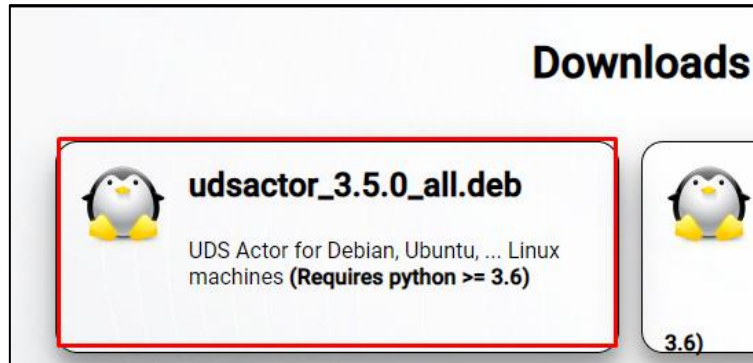 Downloads
udsactor_3.5.0_all.deb
UDS Actor for Debian, Ubuntu, ... Linux
machines (Requires python >= 3.6)
3.6)